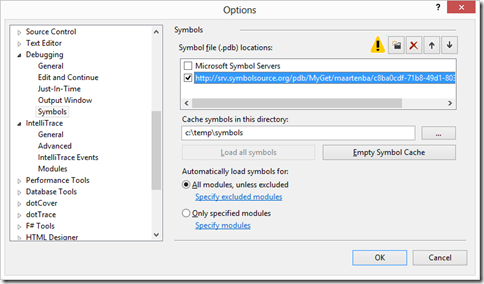 Options
Source Control
Text Editor
Debugging
General
Edit and Continue
Just-In-Time
Output Window
Symbols
IntelliTrace
General
Advanced
IntelliTrace Events
Modules
Performance Tools
Database Tools
dotCover
dotTrace
F# Tools
HTML Designer
Symbols
Symbol file (.pdb) locations:
Microsoft Symbol Servers
http://srv.symbolsource.org/pdb/MyGet/maartenba/c8ba0cdf-71b8-49d1-803
Cache symbols in this directory:
c:\temp\symbols
...
Load all symbols
Empty Symbol Cache
Automatically load symbols for:
All modules, unless excluded
Specify excluded modules
Only specified modules
Specify modules
OK
Cancel